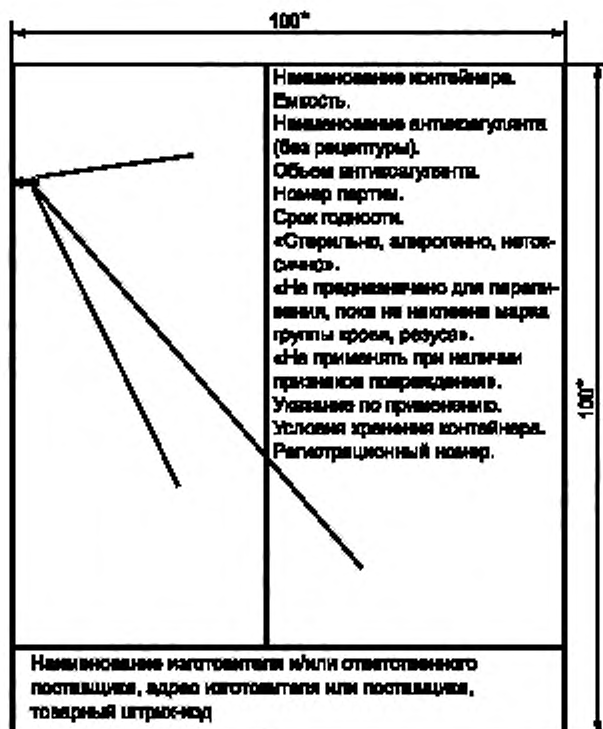 100*
Наименование контейнера.
Емкость.
Наименование антикоагулянта
(без рецептуры).
Объем антикоагулянта.
Номер партии.
Срок годности.
«Стерильно, апирогенно, неток-
сично».
«Не предназначено для перели-
вания, пока не наклеена марка
группы крови, резуса».
«Не применять при наличии
признаков повреждения».
Указание по применению.
Условия хранения контейнера.
Регистрационный номер.
100*
Наименование изготовителя и/или ответственного
поставщика, адрес изготовителя или поставщика,
товарный штрих-код